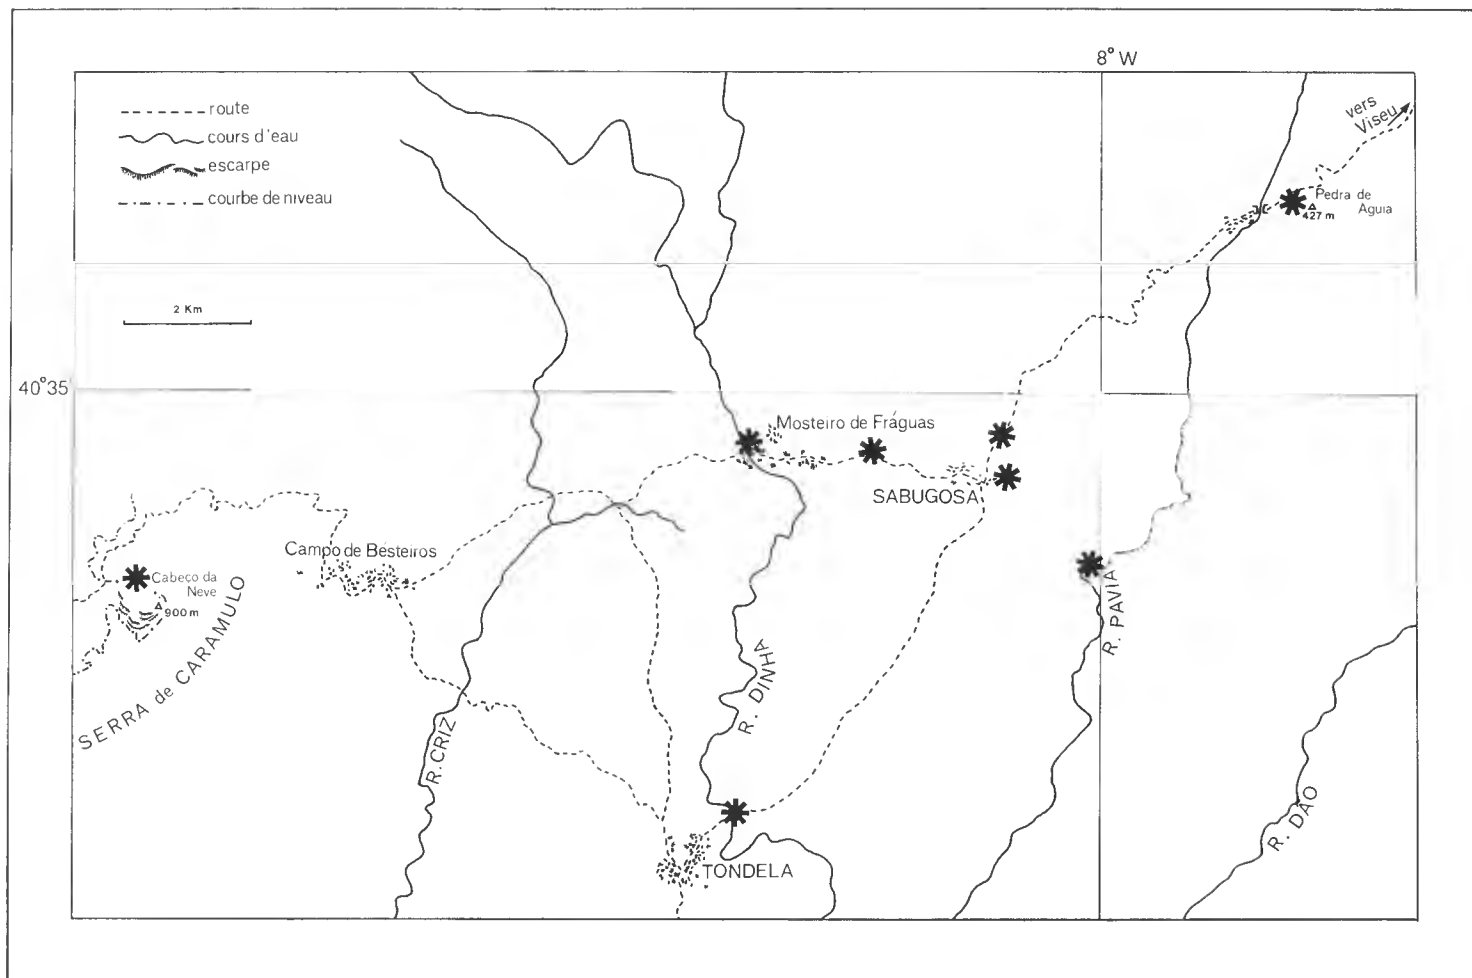 8° W
route
cours d'eau
escarpe
courbe de niveau
vers
Viseu
Pedra de
Aguia
427 m
2 Km
40°35
Mosteiro de Fráguas
SABUGOSA
Campo de Bésteiros
Cabeço da
Neve
900 m
SERRA de CARAMULO
R. CRIZ
R. DINHA
R. PAVIA
R. DÃO
TONDELA